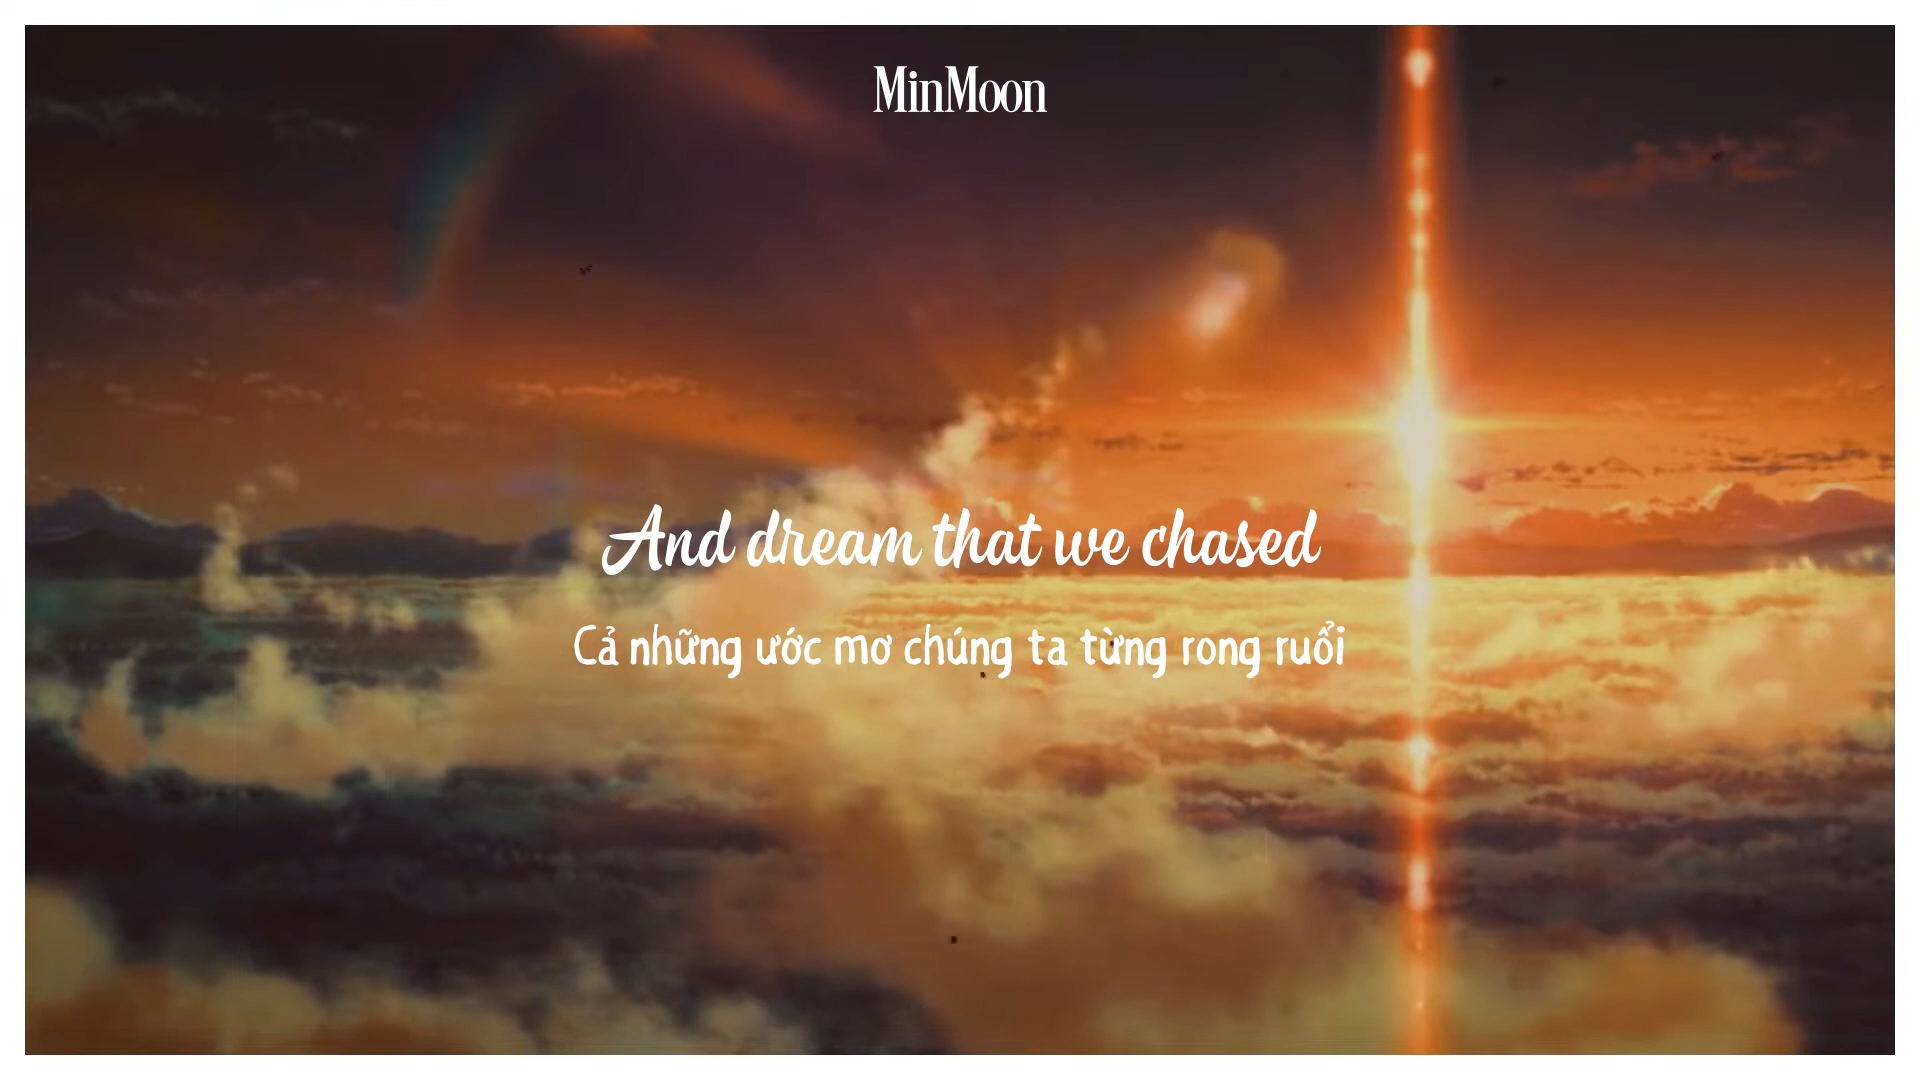 MinMoon
And dream that we chased
Cả những ước mơ chúng ta từng rong ruổi